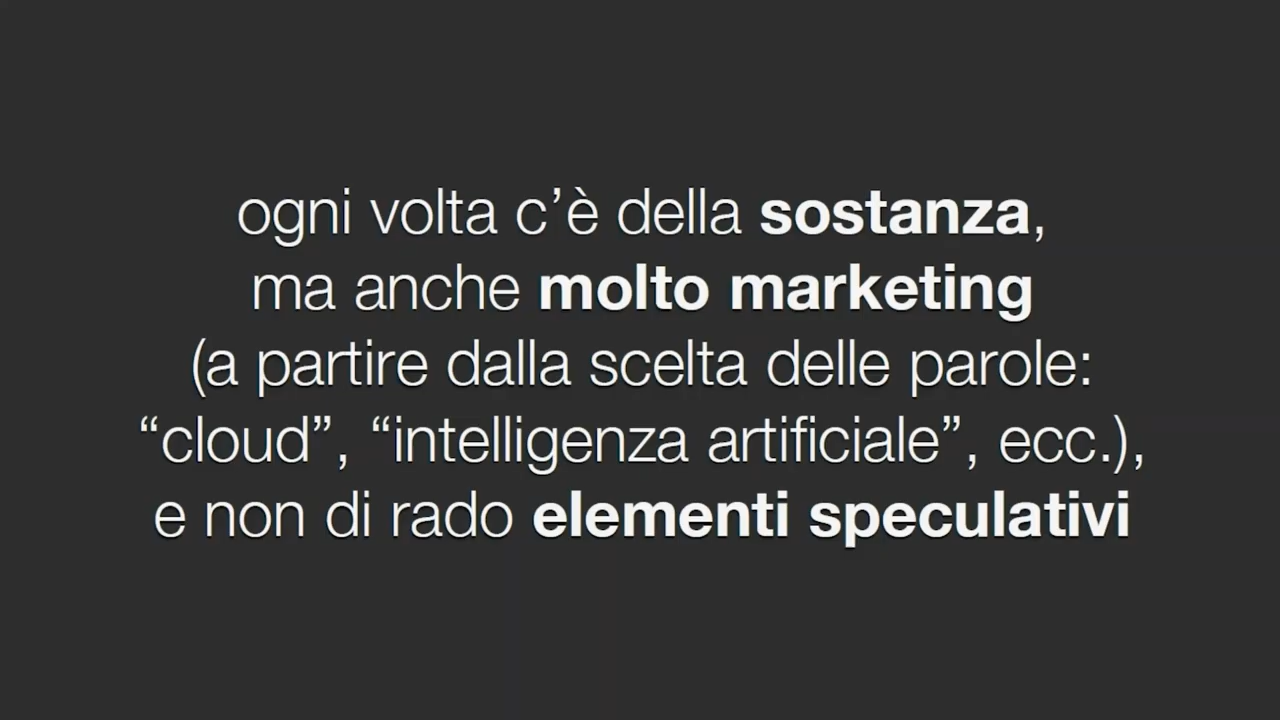 ogni volta c’è della sostanza,
ma anche molto marketing
(a partire dalla scelta delle parole:
“cloud”, “intelligenza artificiale”, ecc.),
e non di rado elementi speculativi